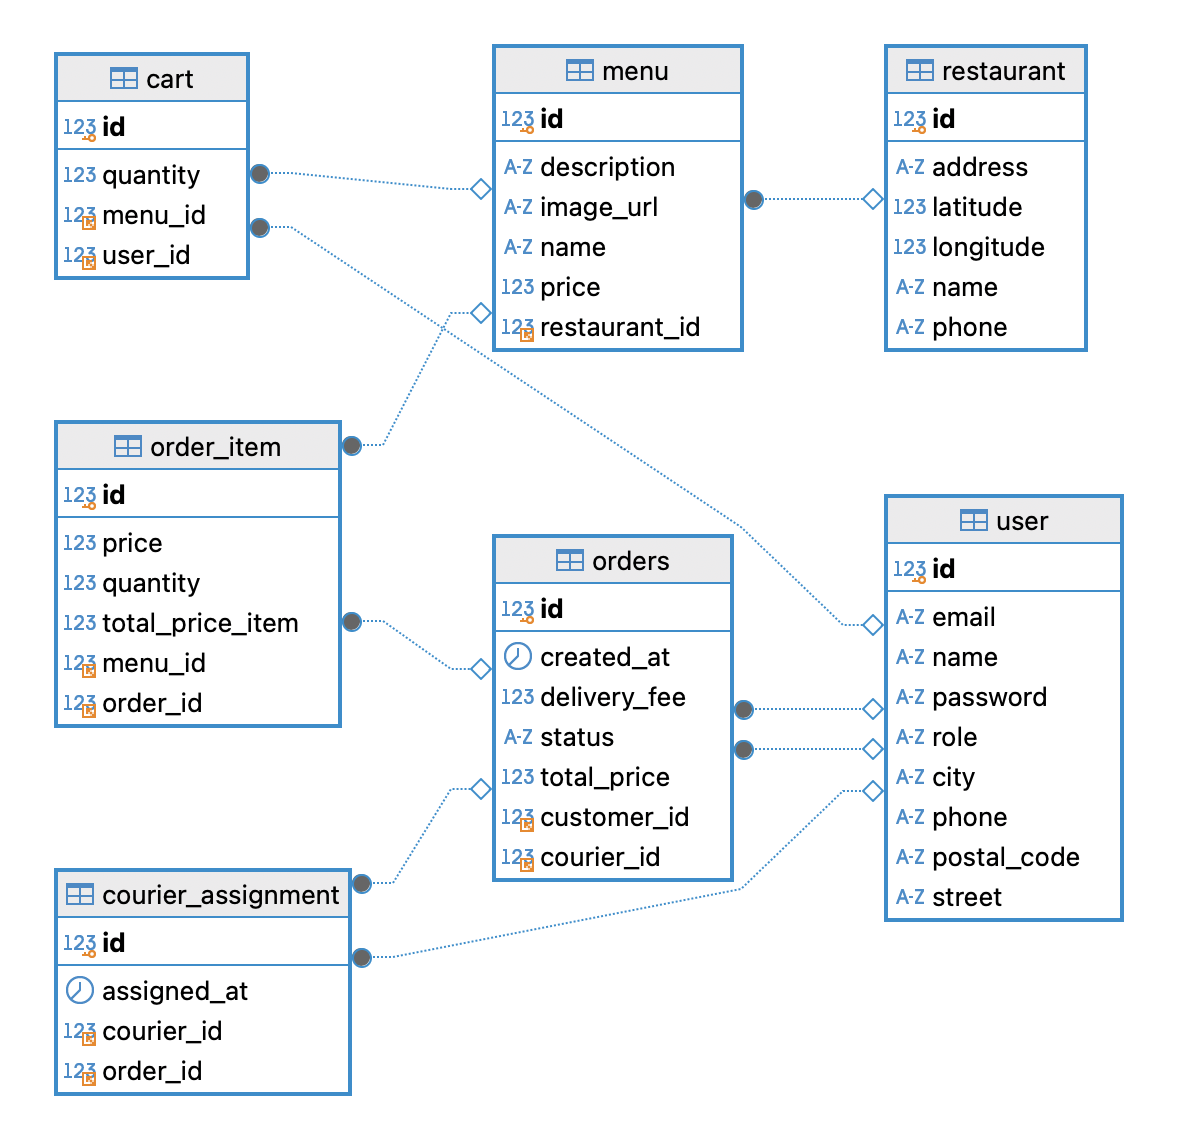 cart
123 id
123 quantity
123 menu_id
123 user_id
menu
123 id
A-Z description
A-Z image_url
A-Z name
123 price
123 restaurant_id
restaurant
123 id
A-Z address
123 latitude
123 longitude
A-Z name
A-Z phone
order_item
123 id
123 price
123 quantity
123 total_price_item
123 menu_id
123 order_id
orders
123 id
created_at
123 delivery_fee
A-Z status
123 total_price
123 customer_id
123 courier_id
user
123 id
A-Z email
A-Z name
A-Z password
A-Z role
A-Z city
A-Z phone
A-Z postal_code
A-Z street
courier_assignment
123 id
assigned_at
123 courier_id
123 order_id